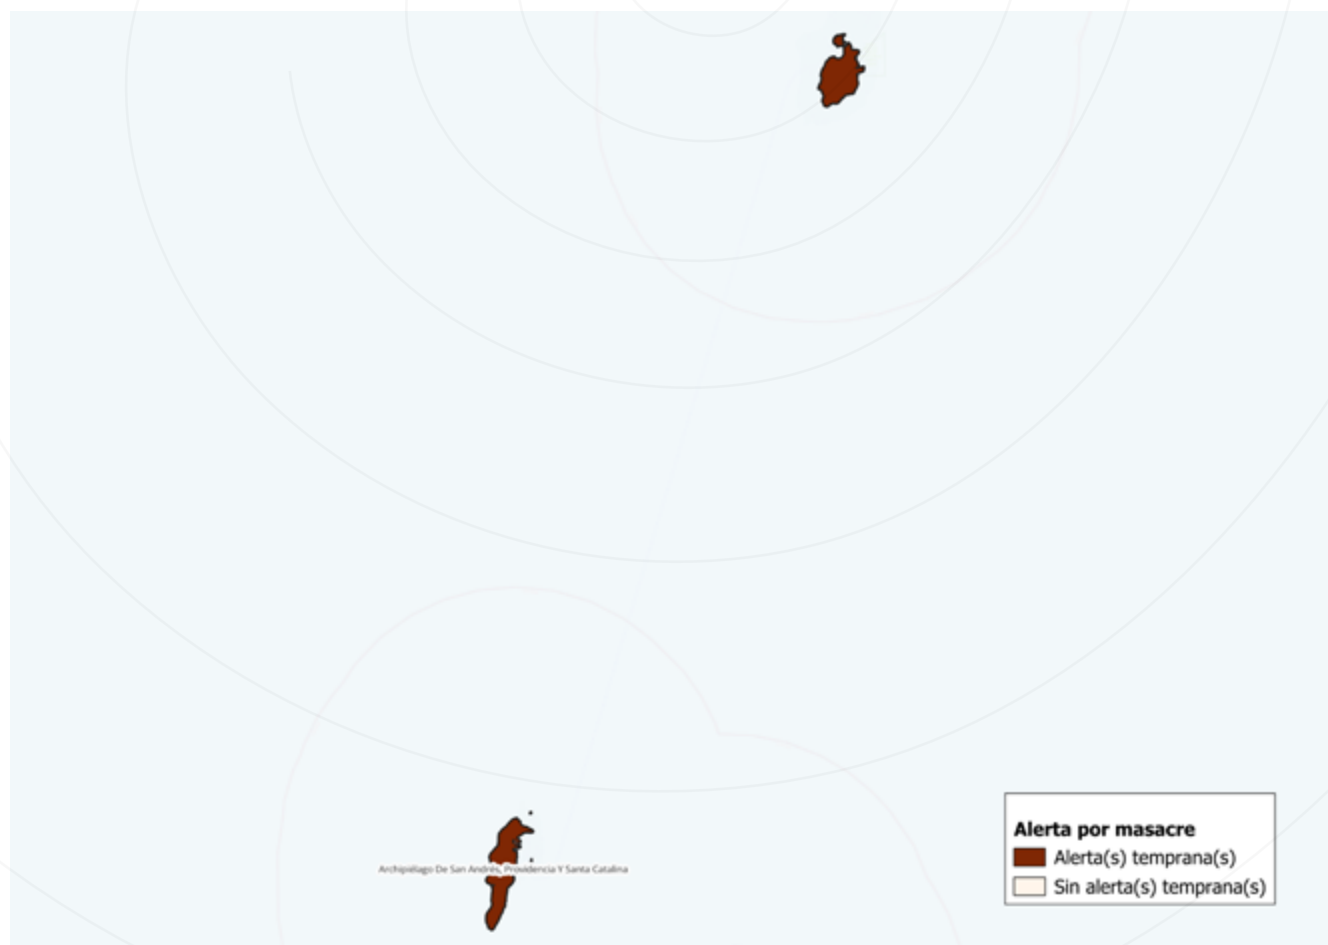 Archipiélago De San Andrés, Providencia Y Santa Catalina
Alerta por masacre
Alerta(s) temprana(s)
Sin alerta(s) temprana(s)